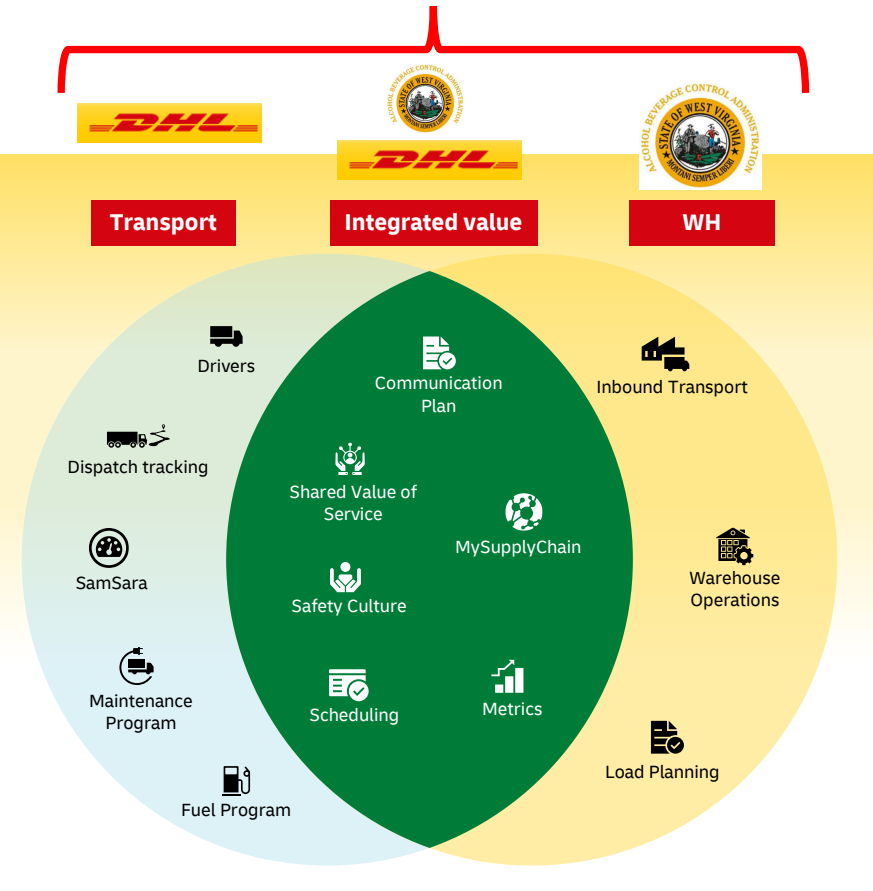 DHL
ALCOHOL BEVERAGE CONTROL ADMINISTRATION
STATE OF WEST VIRGINIA
MONTANI SEMPER LIBERI
DHL
ALCOHOL BEVERAGE CONTROL ADMINISTRATION
STATE OF WEST VIRGINIA
MONTANI SEMPER LIBERI
Transport
Integrated value
WH
Drivers
Dispatch tracking
SamSara
Maintenance
Program
Fuel Program
Communication
Plan
Shared Value of
Service
MySupplyChain
Safety Culture
Scheduling
Metrics
Inbound Transport
Warehouse
Operations
Load Planning